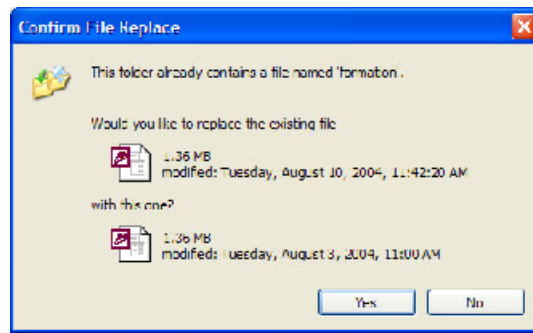 Confirm File Replace
This folder already contains a file named 'formation'.
Would you like to replace the existing file
1.36 MB
modified: Tuesday, August 10, 2004, 11:42:20 AM
with this one?
1.36 MB
modified: Tuesday, August 3, 2004, 11:00 AM
Yes No